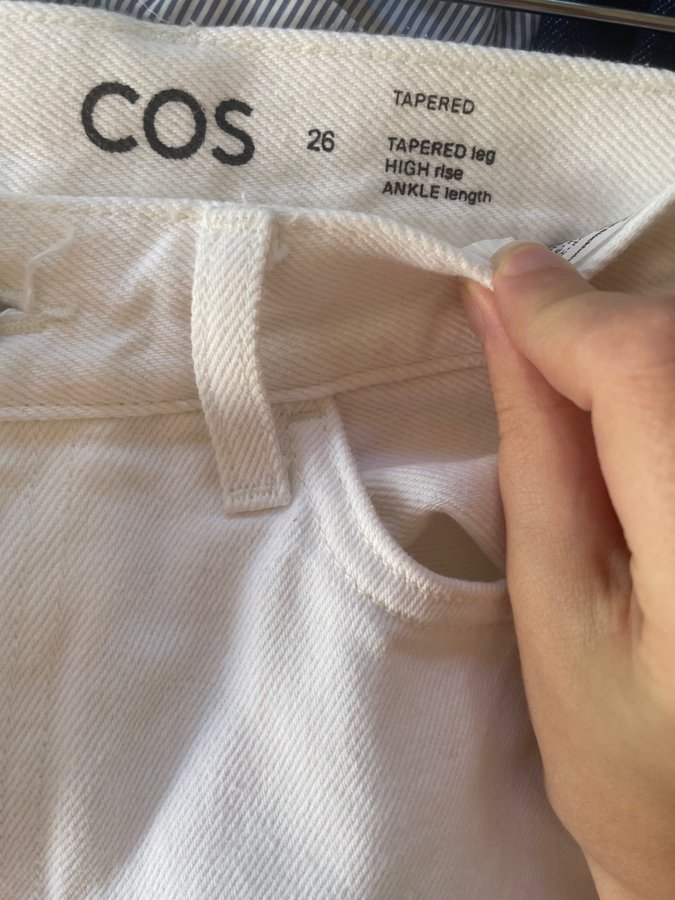 COS
26
TAPERED
TAPERED leg
HIGH rise
ANKLE length